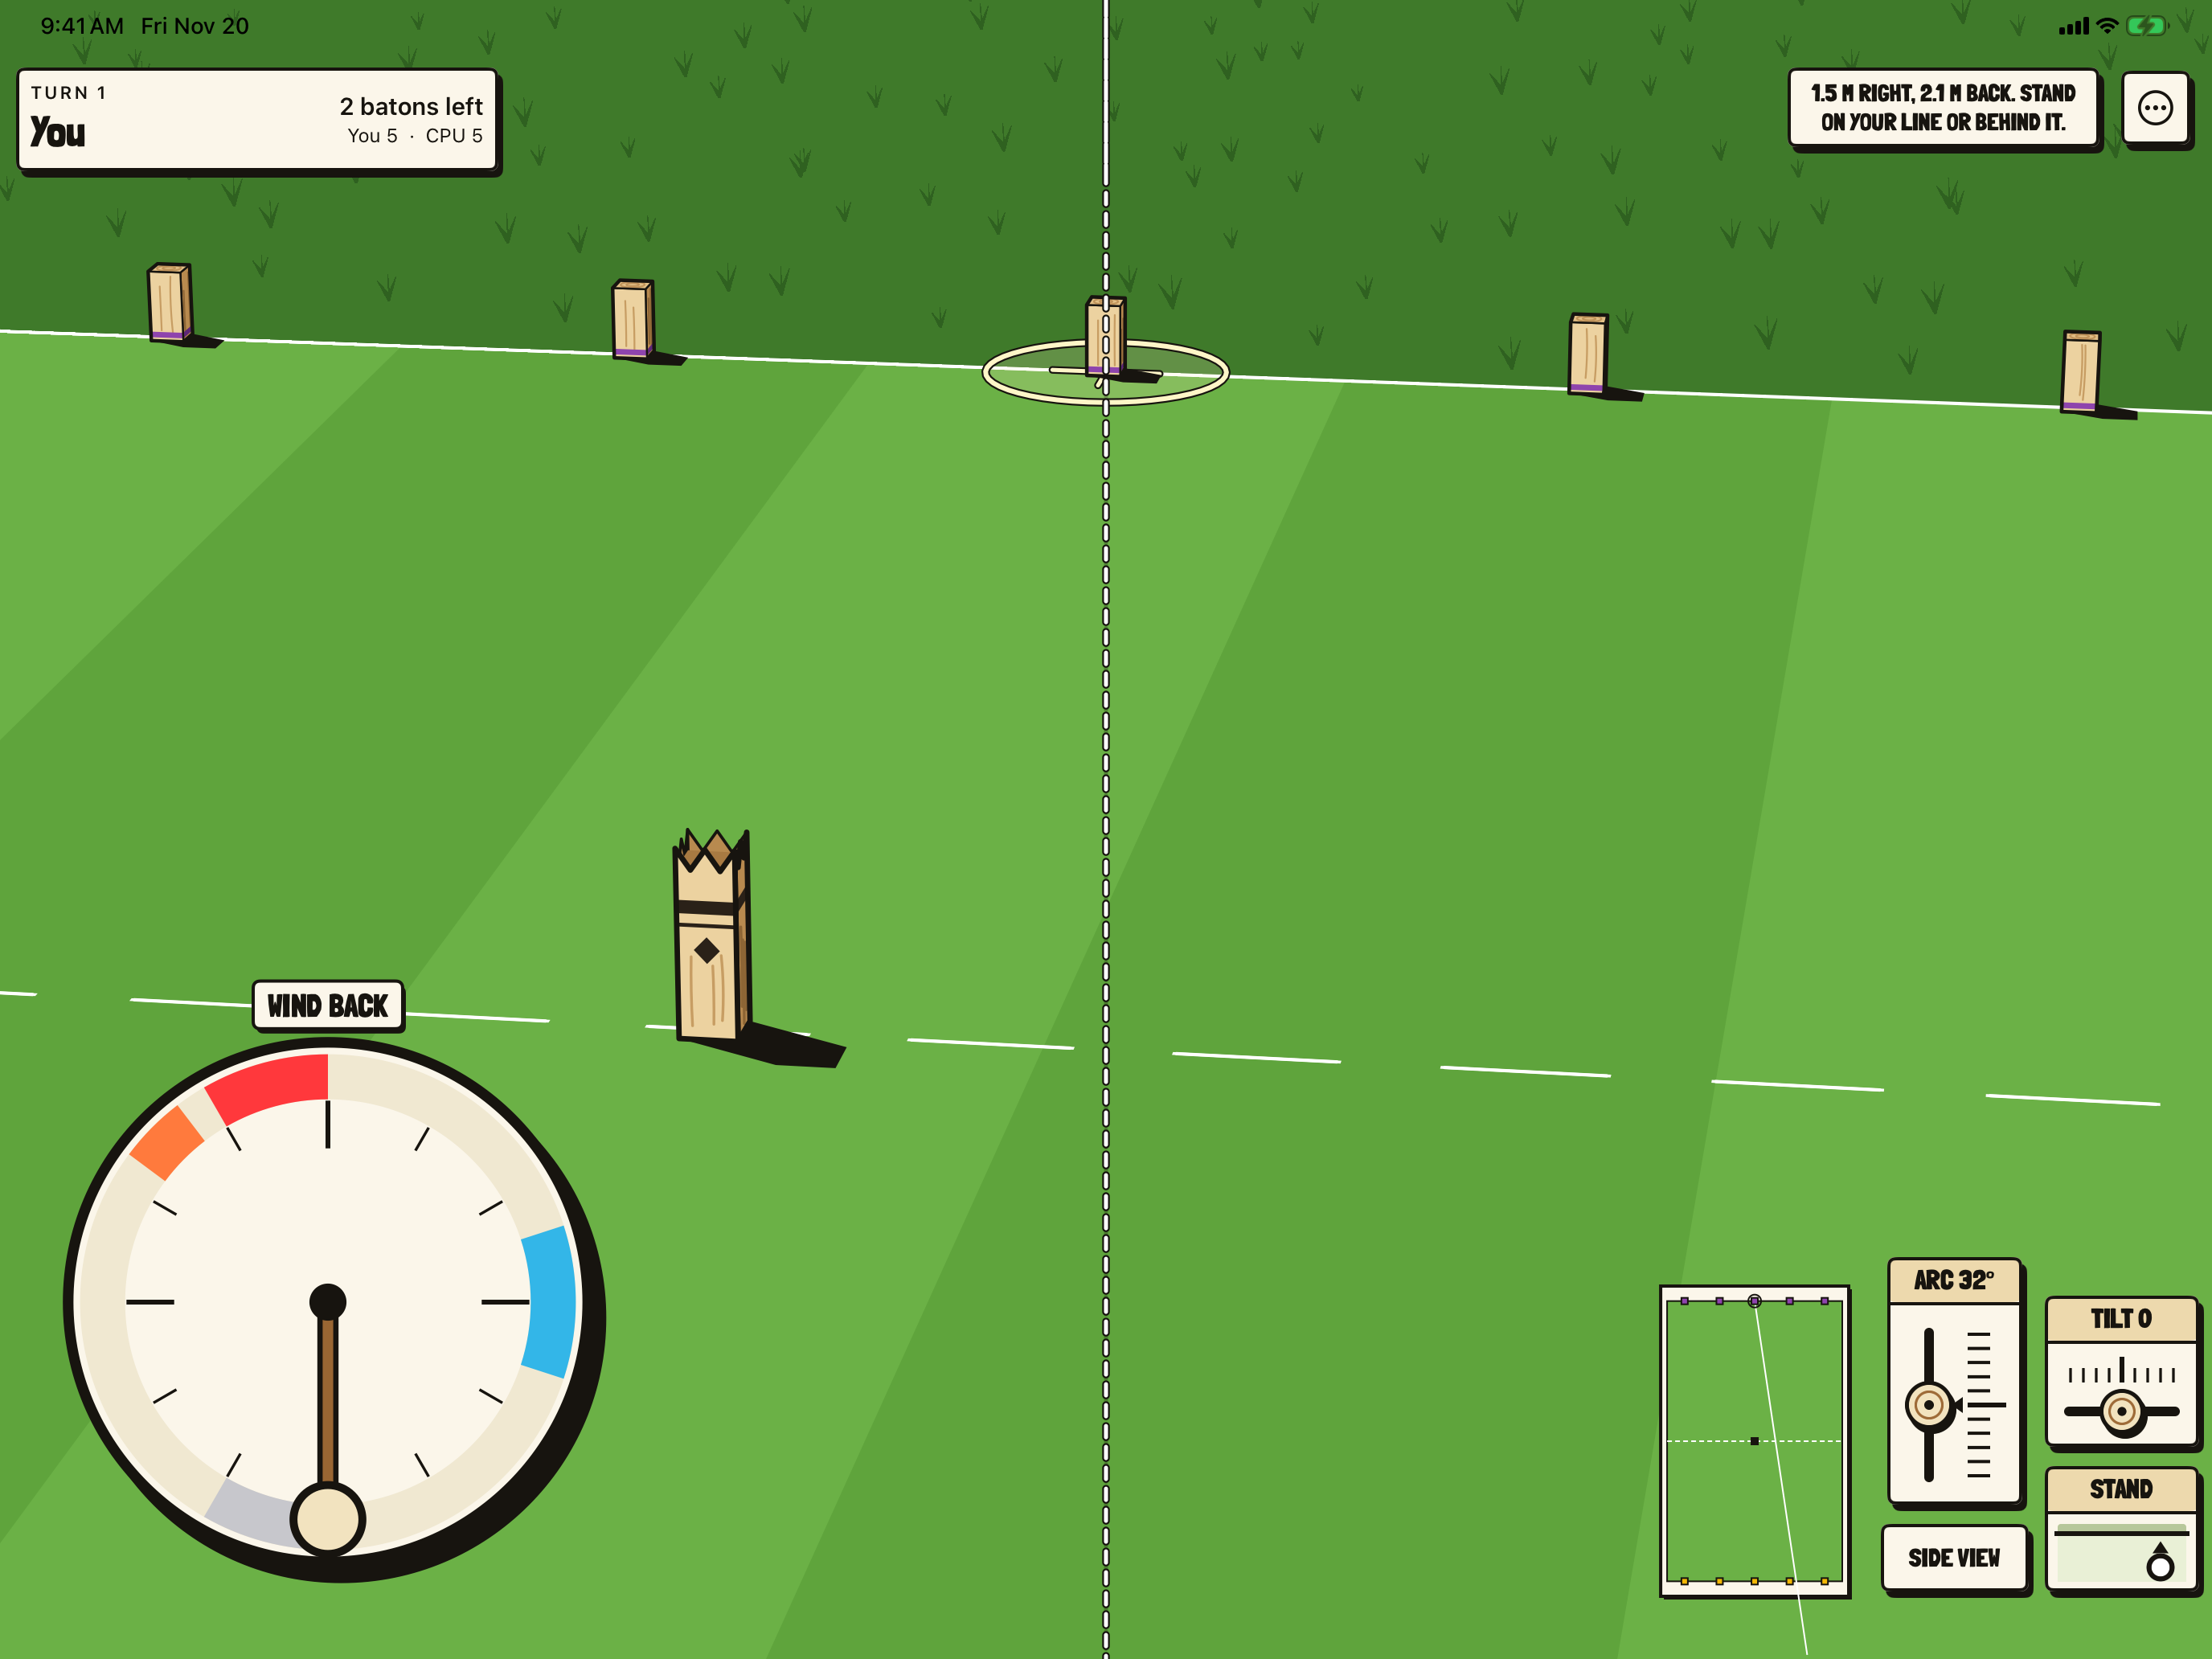 9:41 AM Fri Nov 20
TURN 1
You
2 batons left
You 5 · CPU 5
1.5 M RIGHT, 2.1 M BACK. STAND
ON YOUR LINE OR BEHIND IT.
WIND BACK
ARC 32°
TILT 0
STAND
SIDE VIEW